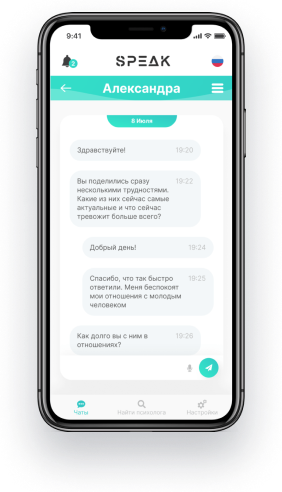 9:41
2
SPEAK
Александра
8 Июля
Здравствуйте! 19:20
Вы поделились сразу 19:22
несколькими трудностями.
Какие из них сейчас самые
актуальные и что сейчас
тревожит больше всего?
Добрый день! 19:24
Спасибо, что так быстро 19:25
ответили. Меня беспокоят
мои отношения с молодым
человеком
Как долго вы с ним в 19:26
отношениях?
Чаты Найти психолога Настройки